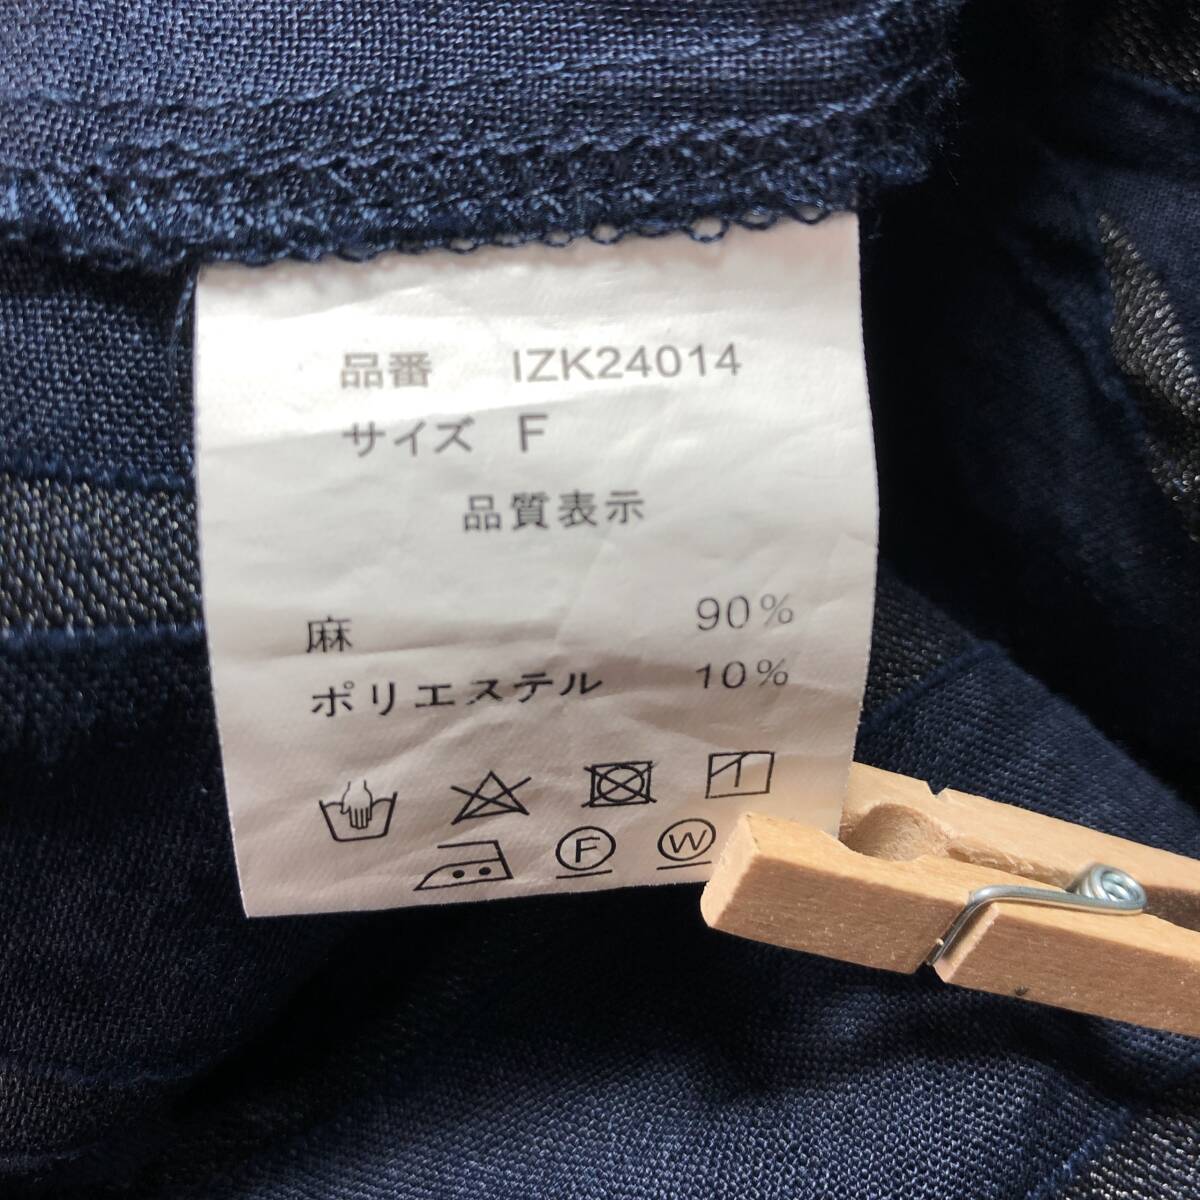 品番 IZK24014
サイズ F
品質表示
麻 90%
ポリエステル 10%
F W